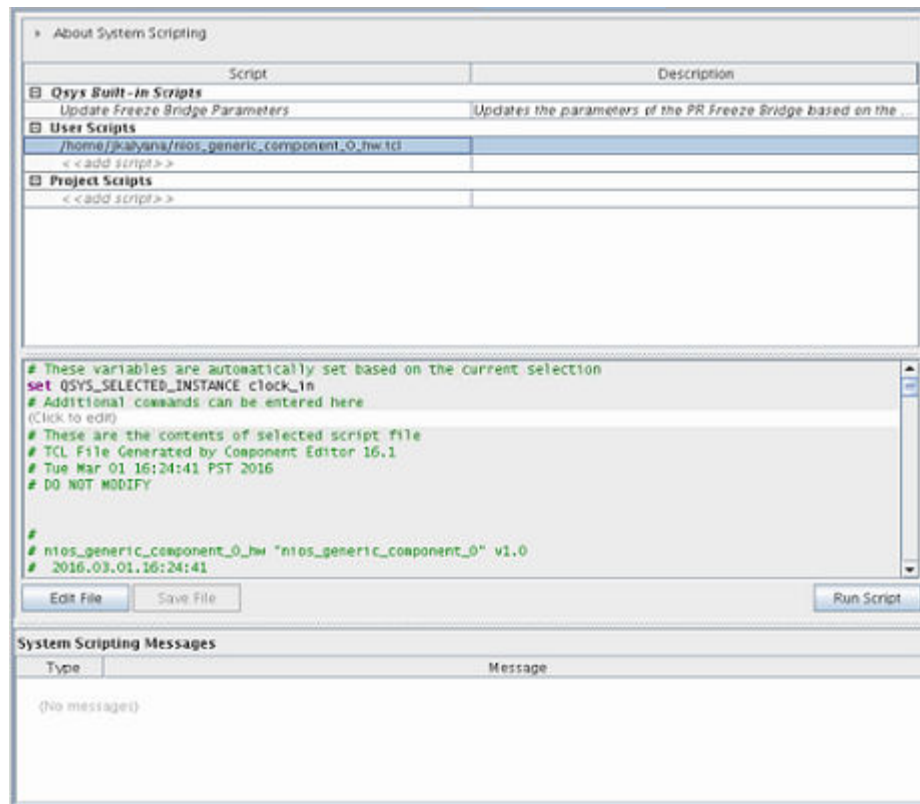 About System Scripting
Script Description
Qsys Built-in Scripts
Update Freeze Bridge Parameters Updates the parameters of the PR Freeze Bridge based on the ...
User Scripts
/home/jkalyana/nios_generic_component_0_hw.tcl
<<add script>>
Project Scripts
<<add script>>
# These variables are automatically set based on the current selection
set QSYS_SELECTED_INSTANCE clock_in
# Additional commands can be entered here
(Click to edit)
# These are the contents of selected script file
# TCL File Generated by Component Editor 16.1
# Tue Mar 01 16:24:41 PST 2016
# DO NOT MODIFY
#
# nios_generic_component_0_hw "nios_generic_component_0" v1.0
# 2016.03.01.16:24:41
Edit File Save File Run Script
System Scripting Messages
Type Message
(No messages)